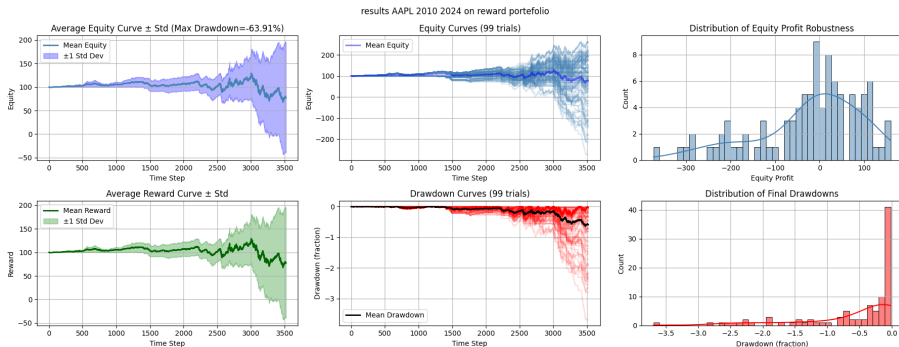 results AAPL 2010 2024 on reward portefolio
Average Equity Curve ± Std (Max Drawdown=-63.91%)
Mean Equity
±1 Std Dev
Equity
200
150
100
50
0
−50
0 500 1000 1500 2000 2500 3000 3500
Time Step
Equity Curves (99 trials)
Mean Equity
Equity
200
100
0
−100
−200
0 500 1000 1500 2000 2500 3000 3500
Time Step
Distribution of Equity Profit Robustness
Count
8
6
4
2
0
−300 −200 −100 0 100
Equity Profit
Average Reward Curve ± Std
Mean Reward
±1 Std Dev
Reward
200
150
100
50
0
−50
0 500 1000 1500 2000 2500 3000 3500
Time Step
Drawdown Curves (99 trials)
Mean Drawdown
Drawdown (fraction)
0
−1
−2
−3
0 500 1000 1500 2000 2500 3000 3500
Time Step
Distribution of Final Drawdowns
Count
40
30
20
10
0
−3.5 −3.0 −2.5 −2.0 −1.5 −1.0 −0.5 0.0
Drawdown (fraction)